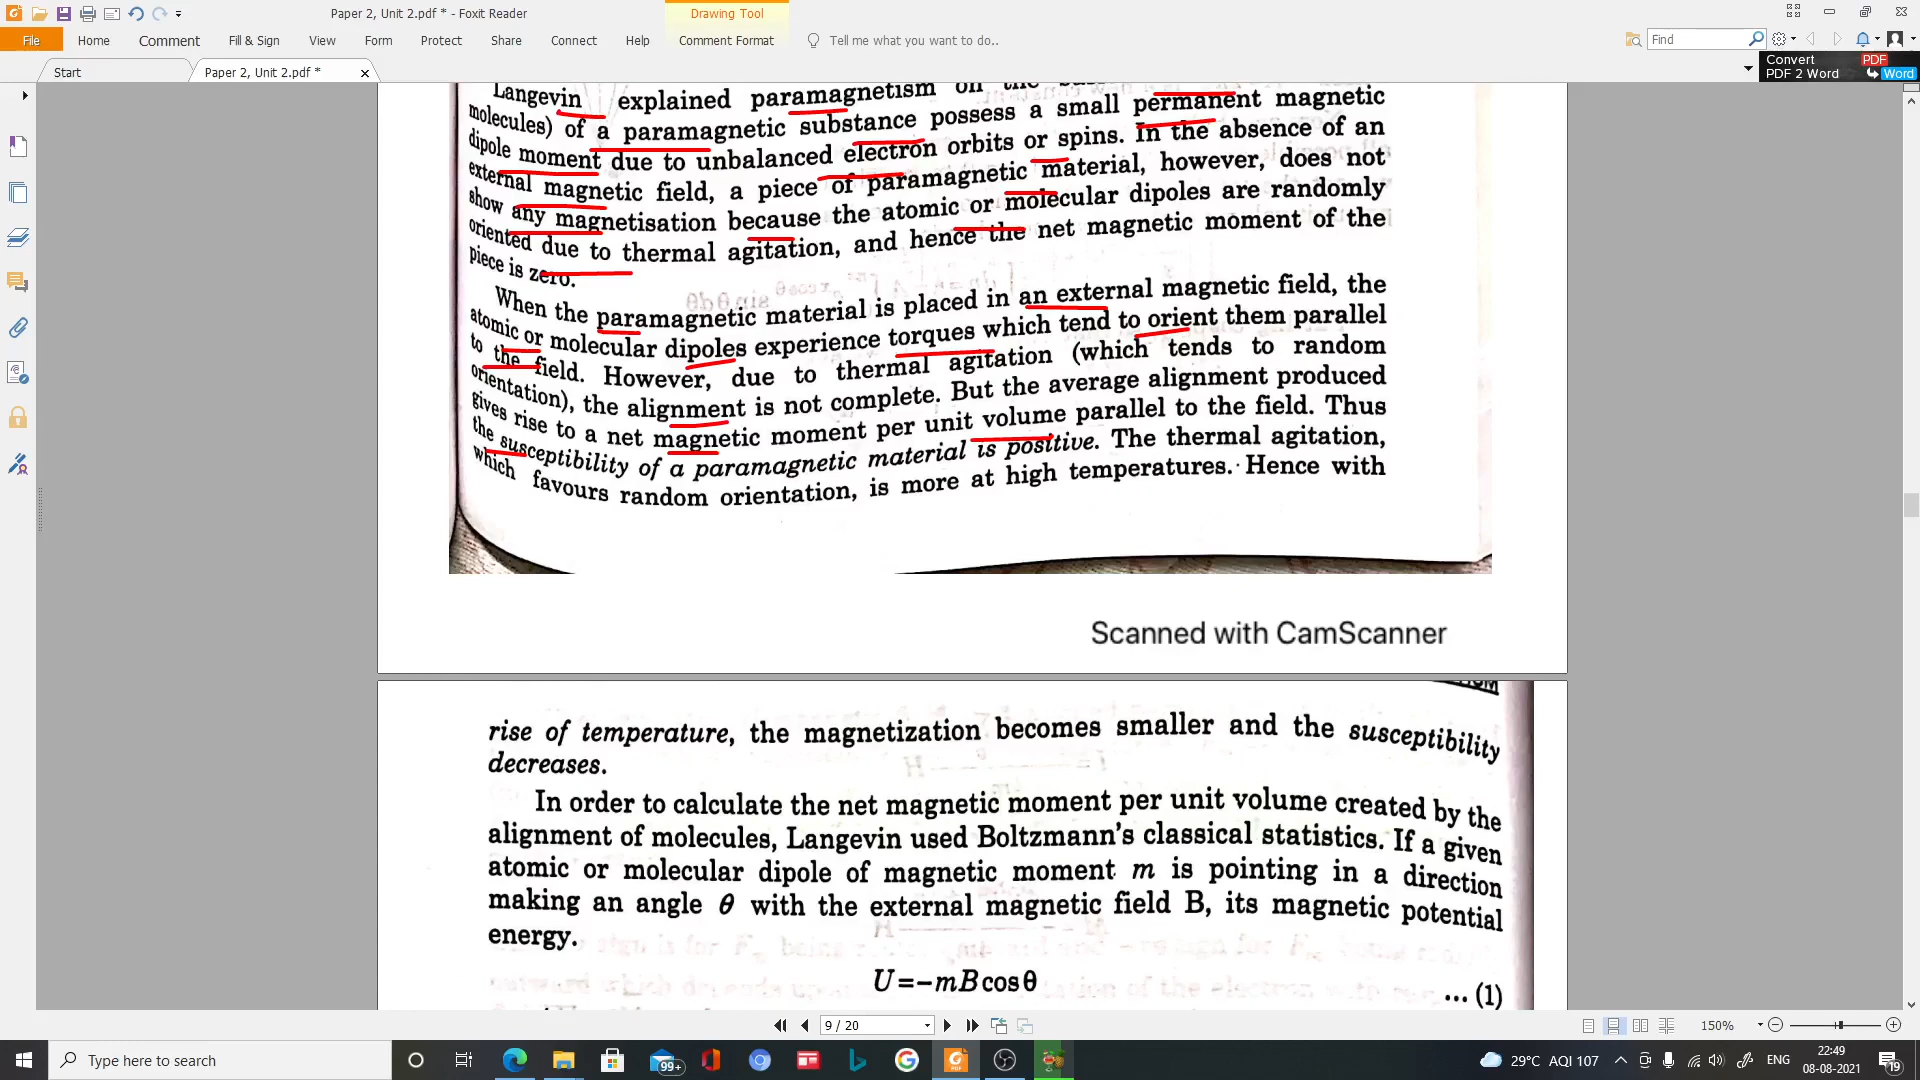 Paper 2, Unit 2.pdf * - Foxit Reader
Drawing Tool
File Home Comment Fill & Sign View Form Protect Share Connect Help Comment Format Tell me what you want to do.. Find
Start Paper 2, Unit 2.pdf * Convert PDF
PDF 2 Word Word
Langevin explained paramagnetism on the
molecules) of a paramagnetic substance possess a small permanent magnetic
dipole moment due to unbalanced electron orbits or spins. In the absence of an
external magnetic field, a piece of paramagnetic material, however, does not
show any magnetisation because the atomic or molecular dipoles are randomly
oriented due to thermal agitation, and hence the net magnetic moment of the
piece is zero.
When the paramagnetic material is placed in an external magnetic field, the
atomic or molecular dipoles experience torques which tend to orient them parallel
to the field. However, due to thermal agitation (which tends to random
orientation), the alignment is not complete. But the average alignment produced
gives rise to a net magnetic moment per unit volume parallel to the field. Thus
the susceptibility of a paramagnetic material is positive. The thermal agitation,
which favours random orientation, is more at high temperatures. Hence with
Scanned with CamScanner
rise of temperature, the magnetization becomes smaller and the susceptibility
decreases.
In order to calculate the net magnetic moment per unit volume created by the
alignment of molecules, Langevin used Boltzmann's classical statistics. If a given
atomic or molecular dipole of magnetic moment m is pointing in a direction
making an angle θ with the external magnetic field B, its magnetic potential
energy.
U=-mB cosθ ... (1)
9 / 20 150%
Type here to search 99+ 29°C AQI 107 ENG 22:49
08-08-2021 19